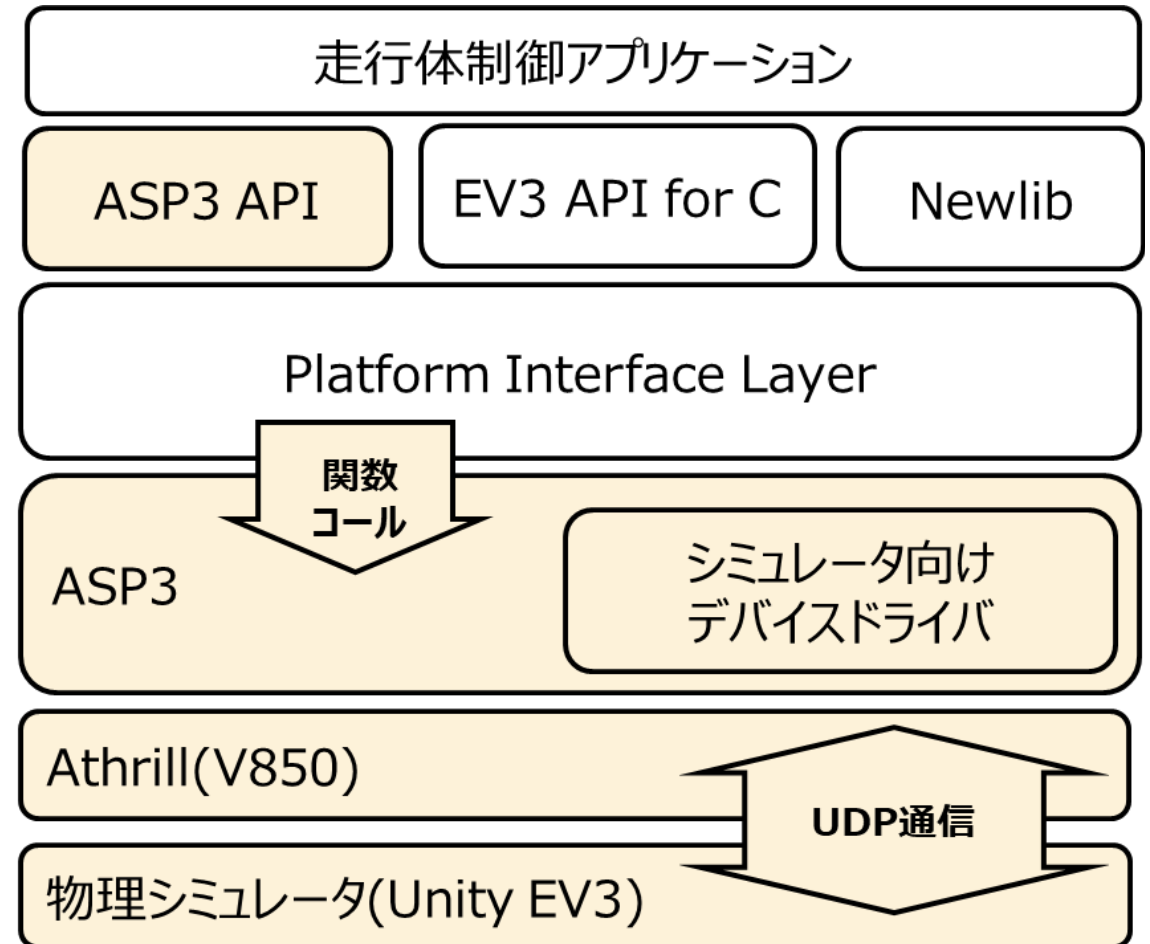 走行体制御アプリケーション
ASP3 API
EV3 API for C
Newlib
Platform Interface Layer
関数
コール
ASP3
シミュレータ向け
デバイスドライバ
Athrill(V850)
UDP通信
物理シミュレータ(Unity EV3)